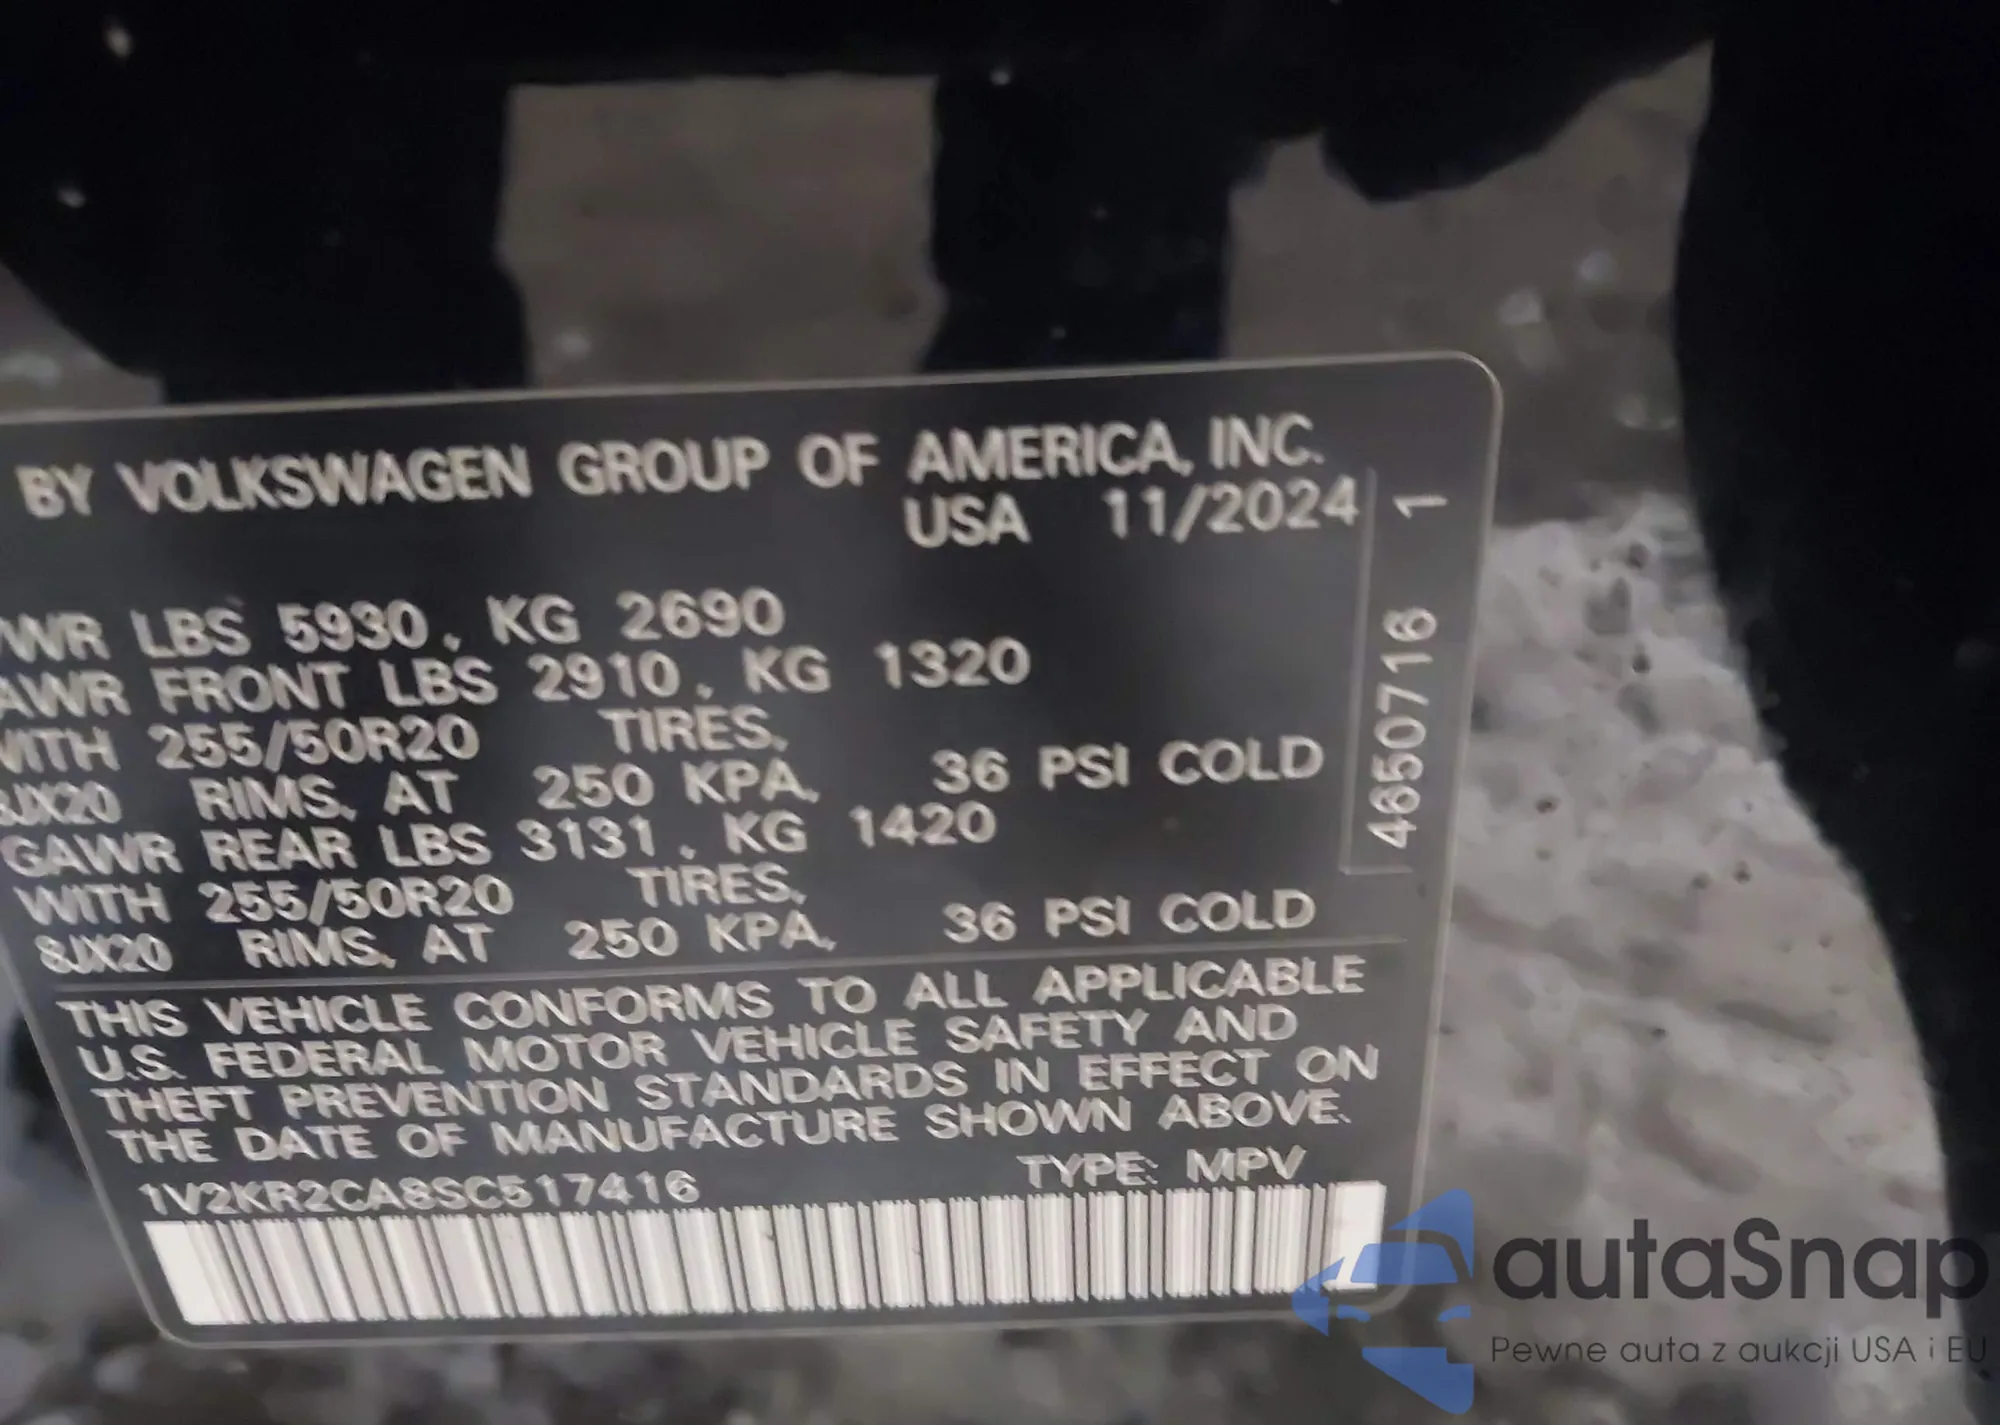 BY VOLKSWAGEN GROUP OF AMERICA, INC.
USA 11/2024
VWR LBS 5930, KG 2690
AWR FRONT LBS 2910, KG 1320
WITH 255/50R20 TIRES,
8JX20 RIMS, AT 250 KPA, 36 PSI COLD
GAWR REAR LBS 3131, KG 1420
WITH 255/50R20 TIRES,
8JX20 RIMS, AT 250 KPA, 36 PSI COLD
4650716 1
THIS VEHICLE CONFORMS TO ALL APPLICABLE
U.S. FEDERAL MOTOR VEHICLE SAFETY AND
THEFT PREVENTION STANDARDS IN EFFECT ON
THE DATE OF MANUFACTURE SHOWN ABOVE.
1V2KR2CA8SC517416 TYPE: MPV
autaSnap
Pewne auta z aukcji USA i EU